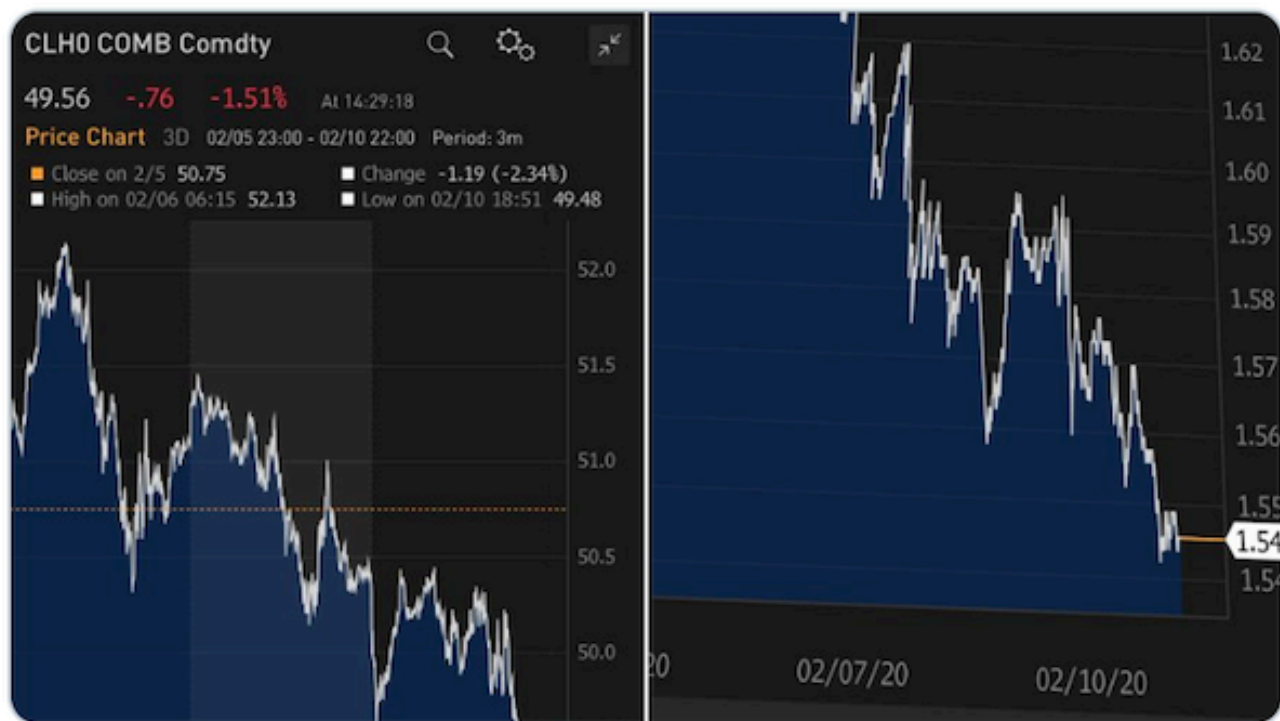 CLH0 COMB Comdty
49.56 -.76 -1.51% At 14:29:18
Price Chart 3D 02/05 23:00 - 02/10 22:00 Period: 3m
Close on 2/5 50.75 Change -1.19 (-2.34%)
High on 02/06 06:15 52.13 Low on 02/10 18:51 49.48
52.0
51.5
51.0
50.5
50.0
1.62
1.61
1.60
1.59
1.58
1.57
1.56
1.55
1.54
1.54
20 02/07/20 02/10/20